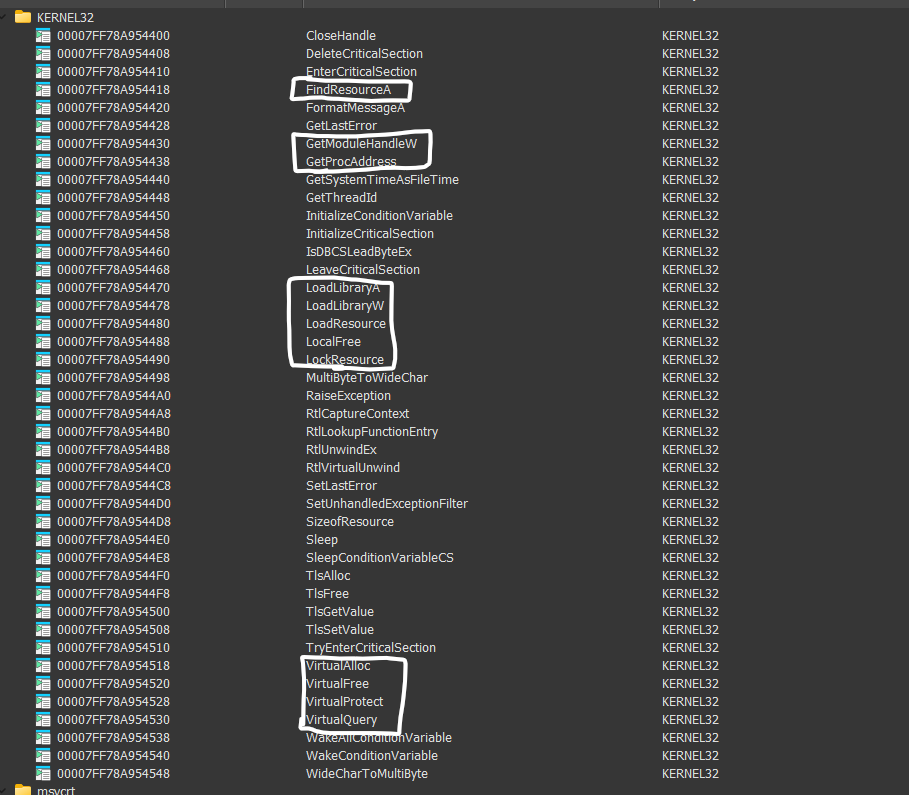 KERNEL32
00007FF78A954400 CloseHandle KERNEL32
00007FF78A954408 DeleteCriticalSection KERNEL32
00007FF78A954410 EnterCriticalSection KERNEL32
00007FF78A954418 FindResourceA KERNEL32
00007FF78A954420 FormatMessageA KERNEL32
00007FF78A954428 GetLastError KERNEL32
00007FF78A954430 GetModuleHandleW KERNEL32
00007FF78A954438 GetProcAddress KERNEL32
00007FF78A954440 GetSystemTimeAsFileTime KERNEL32
00007FF78A954448 GetThreadId KERNEL32
00007FF78A954450 InitializeConditionVariable KERNEL32
00007FF78A954458 InitializeCriticalSection KERNEL32
00007FF78A954460 IsDBCSLeadByteEx KERNEL32
00007FF78A954468 LeaveCriticalSection KERNEL32
00007FF78A954470 LoadLibraryA KERNEL32
00007FF78A954478 LoadLibraryW KERNEL32
00007FF78A954480 LoadResource KERNEL32
00007FF78A954488 LocalFree KERNEL32
00007FF78A954490 LockResource KERNEL32
00007FF78A954498 MultiByteToWideChar KERNEL32
00007FF78A9544A0 RaiseException KERNEL32
00007FF78A9544A8 RtlCaptureContext KERNEL32
00007FF78A9544B0 RtlLookupFunctionEntry KERNEL32
00007FF78A9544B8 RtlUnwindEx KERNEL32
00007FF78A9544C0 RtlVirtualUnwind KERNEL32
00007FF78A9544C8 SetLastError KERNEL32
00007FF78A9544D0 SetUnhandledExceptionFilter KERNEL32
00007FF78A9544D8 SizeofResource KERNEL32
00007FF78A9544E0 Sleep KERNEL32
00007FF78A9544E8 SleepConditionVariableCS KERNEL32
00007FF78A9544F0 TlsAlloc KERNEL32
00007FF78A9544F8 TlsFree KERNEL32
00007FF78A954500 TlsGetValue KERNEL32
00007FF78A954508 TlsSetValue KERNEL32
00007FF78A954510 TryEnterCriticalSection KERNEL32
00007FF78A954518 VirtualAlloc KERNEL32
00007FF78A954520 VirtualFree KERNEL32
00007FF78A954528 VirtualProtect KERNEL32
00007FF78A954530 VirtualQuery KERNEL32
00007FF78A954538 WakeAllConditionVariable KERNEL32
00007FF78A954540 WakeConditionVariable KERNEL32
00007FF78A954548 WideCharToMultiByte KERNEL32
msvcrt